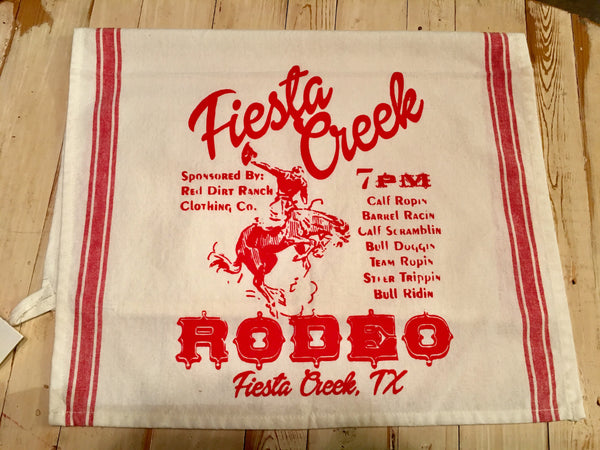 Fiesta
Creek
Sponsored By:
Red Dirt Ranch
Clothing Co.
7PM
Calf Ropin
Barrel Racin
Calf Scramblin
Bull Duggin
Team Ropin
Steer Trippin
Bull Ridin
RODEO
Fiesta Creek, TX